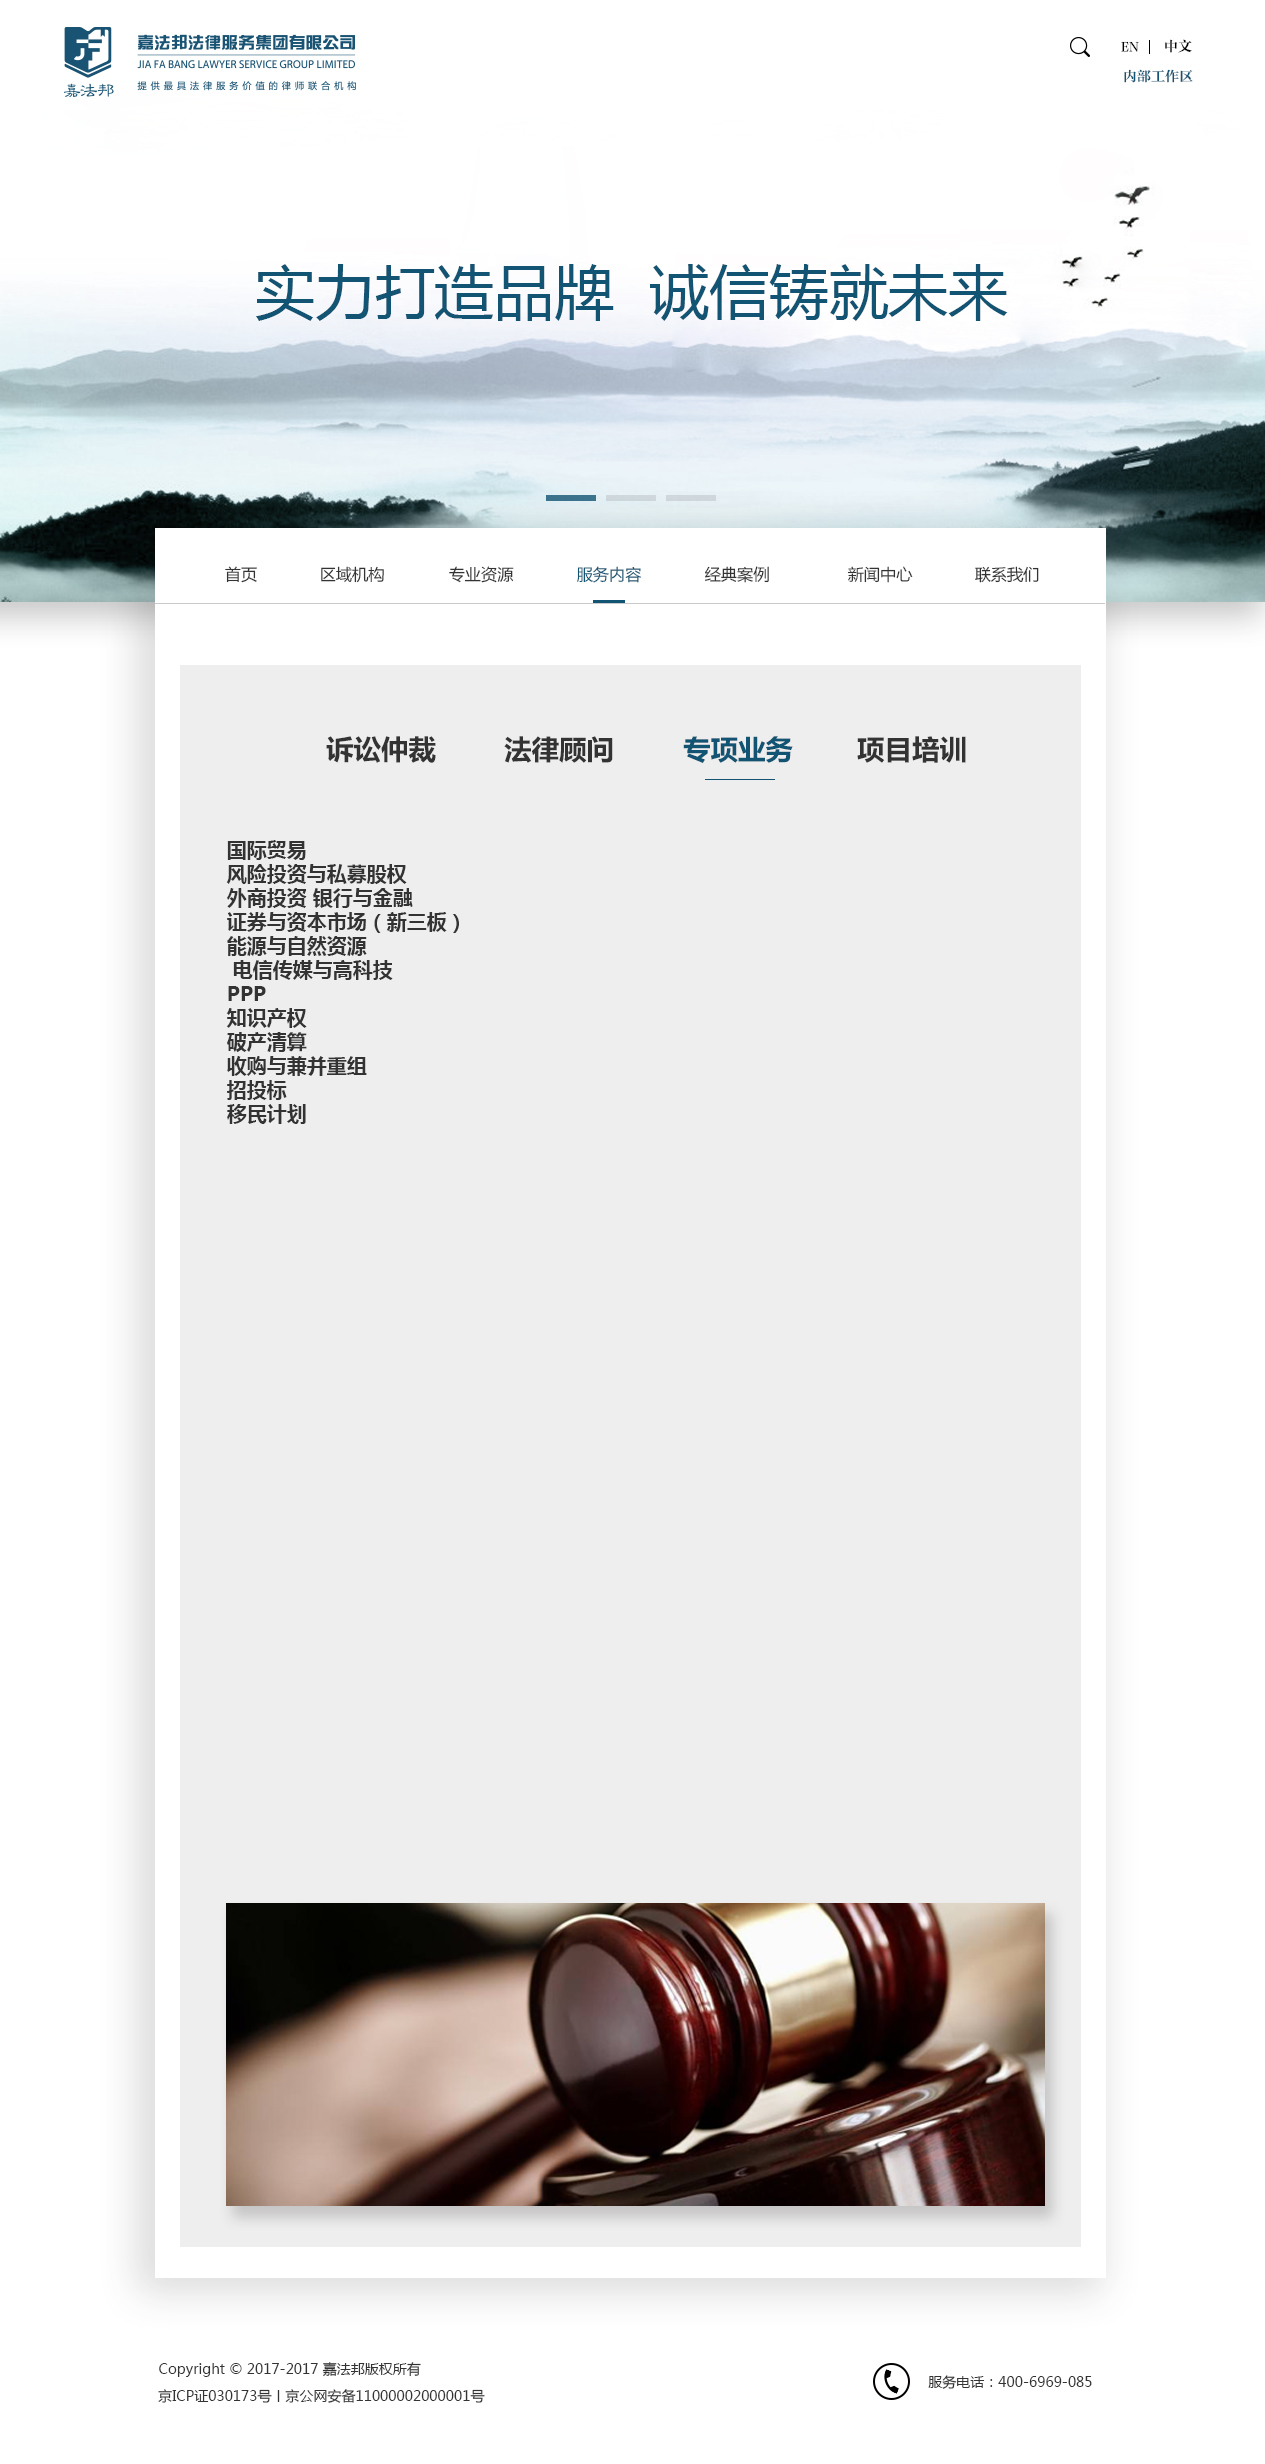 嘉法邦
嘉法邦法律服务集团有限公司
JIA FA BANG LAWYER SERVICE GROUP LIMITED
提供最具法律服务价值的律师联合机构
EN | 中文
内部工作区
实力打造品牌 诚信铸就未来
首页 区域机构 专业资源 服务内容 经典案例 新闻中心 联系我们
诉讼仲裁 法律顾问 专项业务 项目培训
国际贸易
风险投资与私募股权
外商投资 银行与金融
证券与资本市场（新三板）
能源与自然资源
电信传媒与高科技
PPP
知识产权
破产清算
收购与兼并重组
招投标
移民计划
Copyright © 2017-2017 嘉法邦版权所有
京ICP证030173号 | 京公网安备11000002000001号
服务电话：400-6969-085